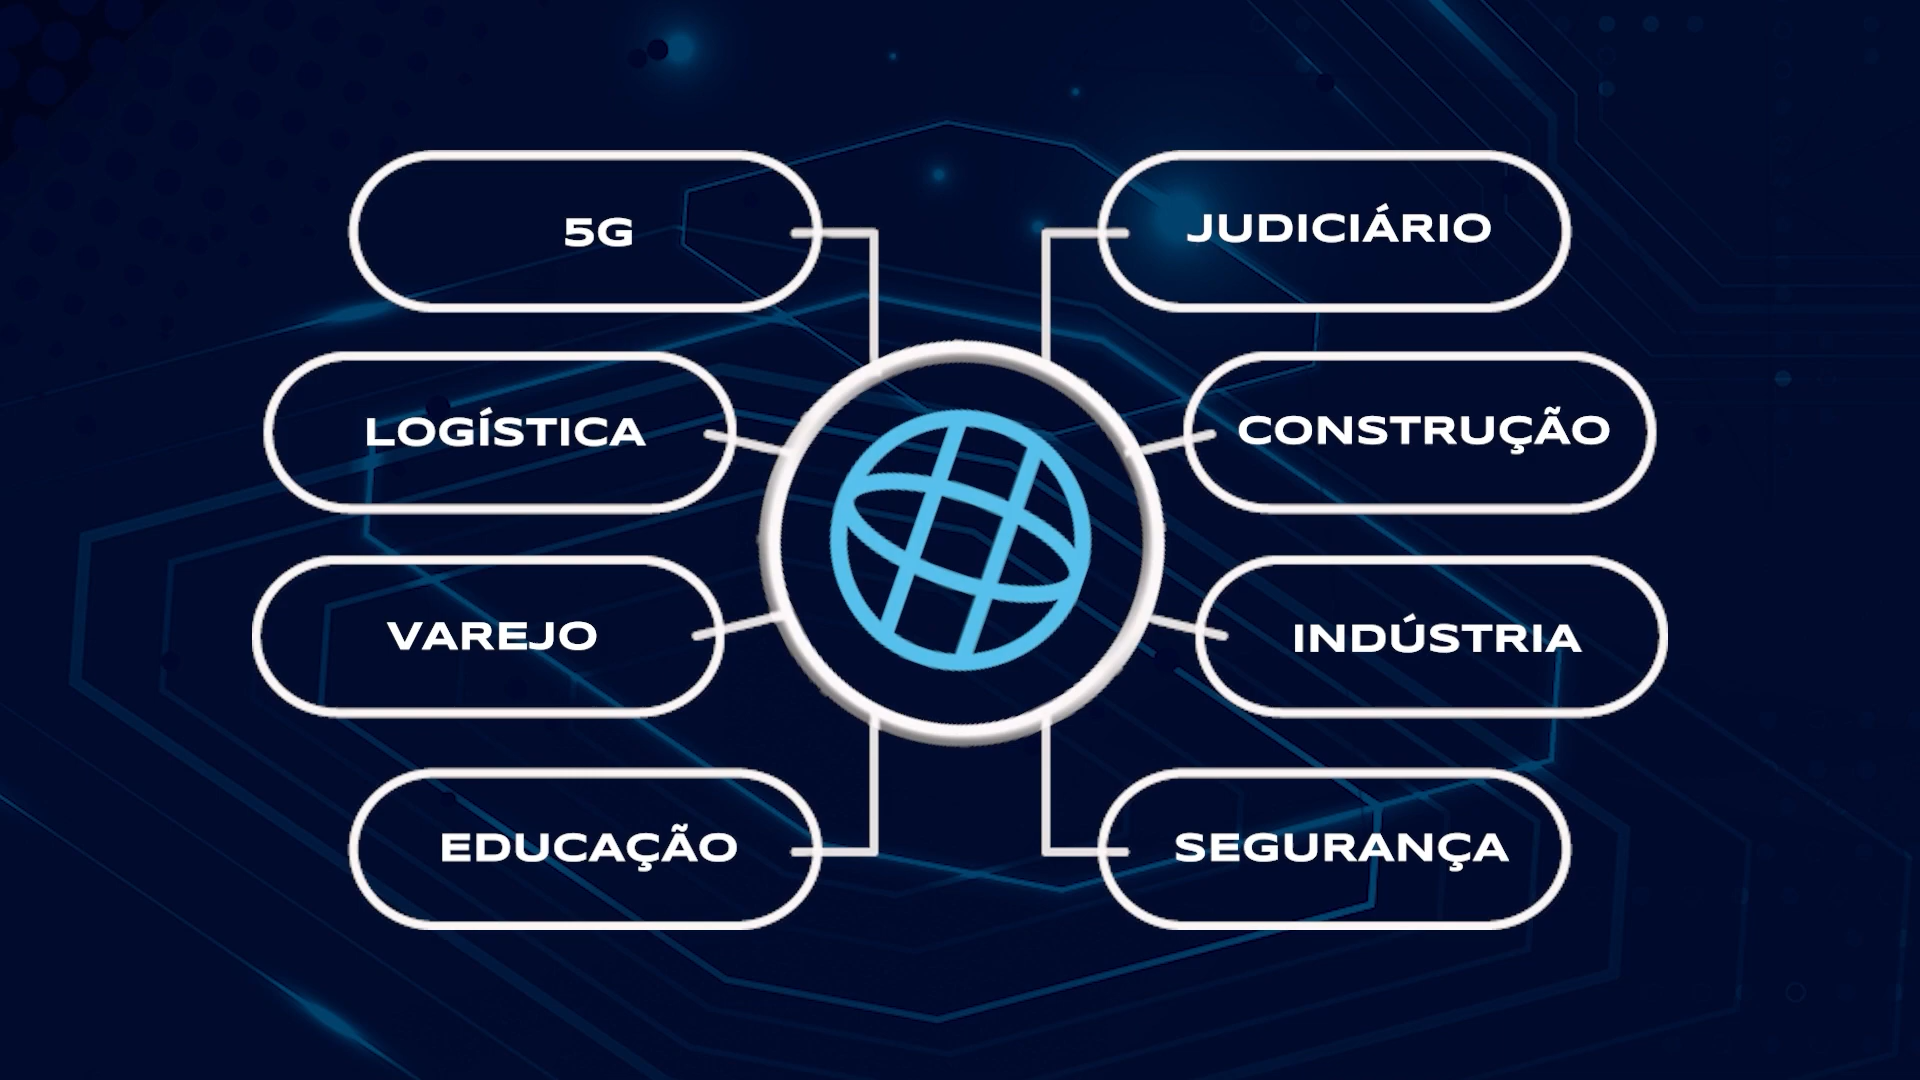 5G
LOGÍSTICA
VAREJO
EDUCAÇÃO
JUDICIÁRIO
CONSTRUÇÃO
INDÚSTRIA
SEGURANÇA